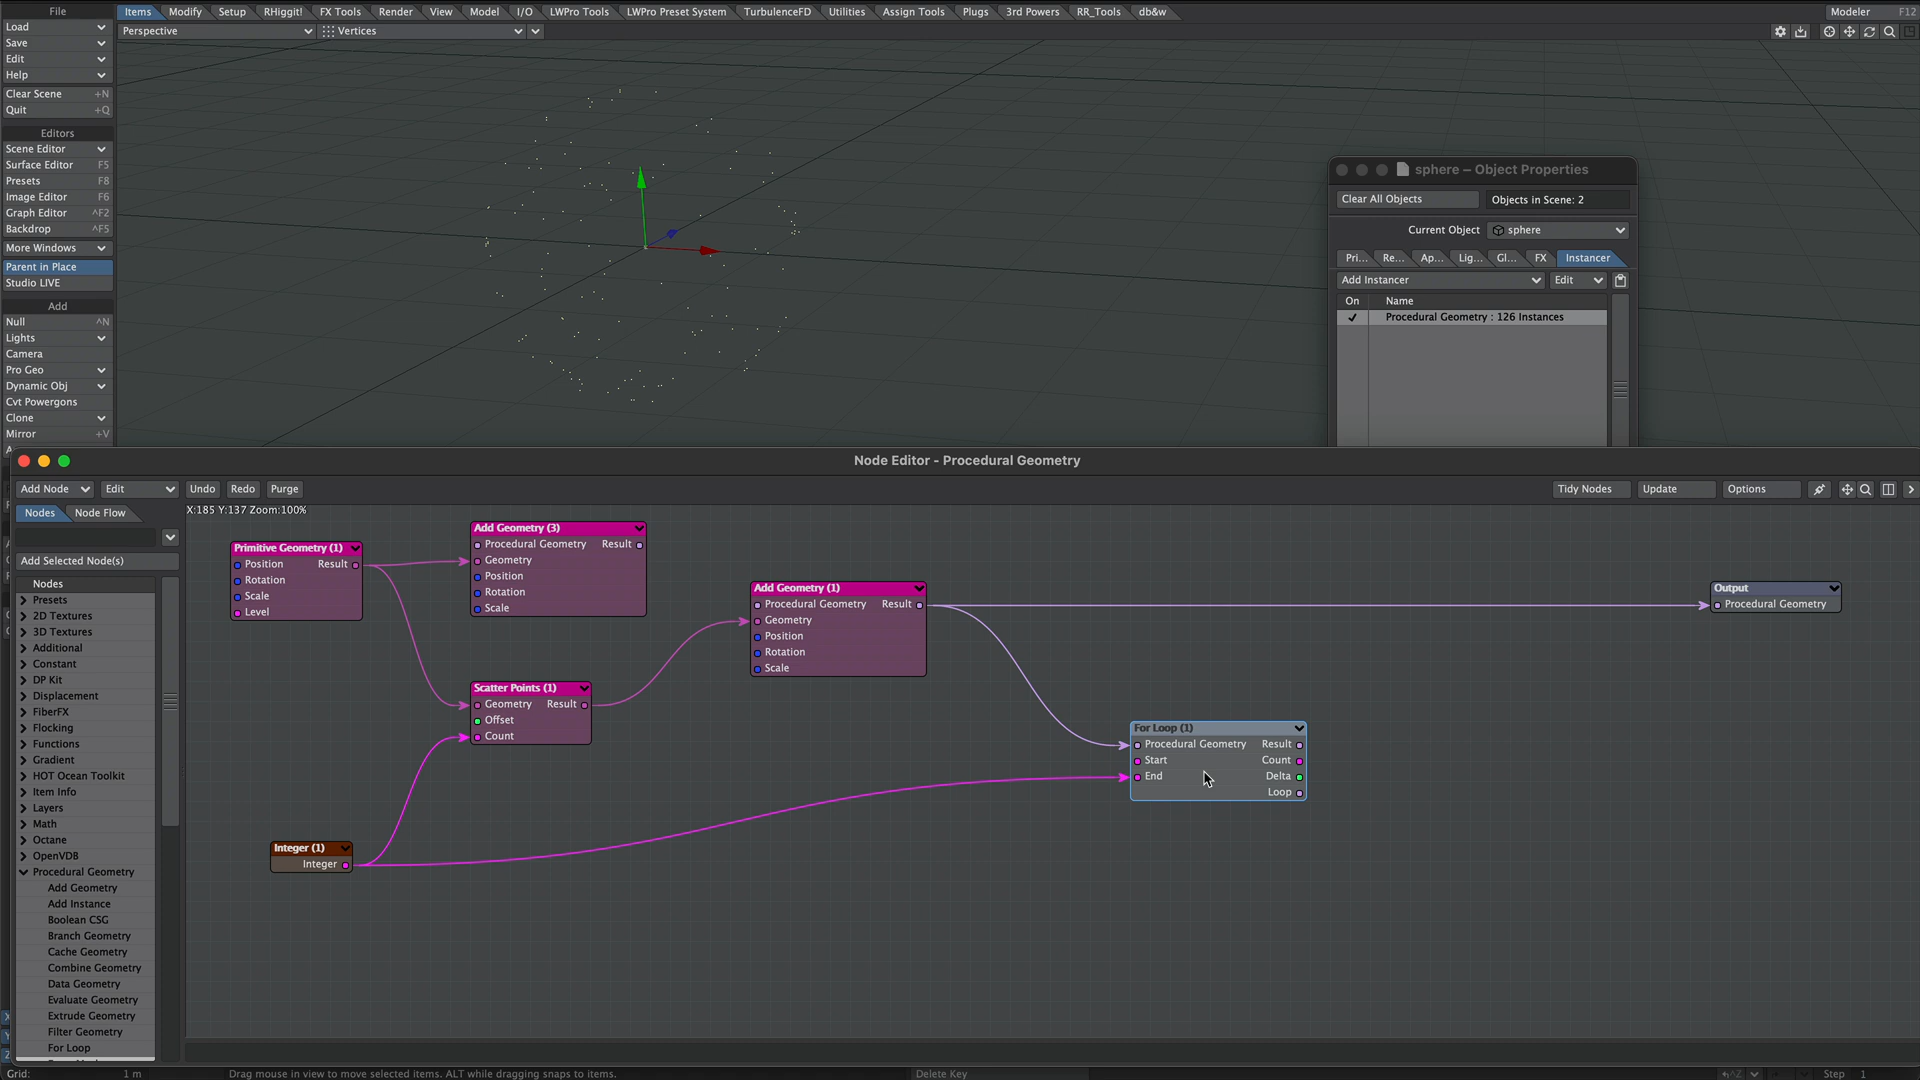 File
Items
Modify
Setup
RHiggit!
FX Tools
Render
View
Model
I/O
LWPro Tools
LWPro Preset System
TurbulenceFD
Utilities
Assign Tools
Plugs
3rd Powers
RR_Tools
db&w
Modeler F12
Load
Perspective
Vertices
Save
Edit
Help
Clear Scene +N
Quit +Q
Editors
Scene Editor
Surface Editor F5
Presets F8
Image Editor F6
Graph Editor ^F2
Backdrop ^F5
More Windows
Parent in Place
Studio LIVE
Add
Null ^N
Lights
Camera
Pro Geo
Dynamic Obj
Cvt Powergons
Clone
Mirror +V
sphere – Object Properties
Clear All Objects
Objects in Scene: 2
Current Object
sphere
Pri...
Re...
Ap...
Lig...
Gl...
FX
Instancer
Add Instancer
Edit
On
Name
Procedural Geometry : 126 Instances
Node Editor - Procedural Geometry
Add Node
Edit
Undo
Redo
Purge
Tidy Nodes
Update
Options
Nodes
Node Flow
X:185 Y:137 Zoom:100%
Add Selected Node(s)
Nodes
Presets
2D Textures
3D Textures
Additional
Constant
DP Kit
Displacement
FiberFX
Flocking
Functions
Gradient
HOT Ocean Toolkit
Item Info
Layers
Math
Octane
OpenVDB
Procedural Geometry
Add Geometry
Add Instance
Boolean CSG
Branch Geometry
Cache Geometry
Combine Geometry
Data Geometry
Evaluate Geometry
Extrude Geometry
Filter Geometry
For Loop
Primitive Geometry (1)
Position Result
Rotation
Scale
Level
Add Geometry (3)
Procedural Geometry Result
Geometry
Position
Rotation
Scale
Scatter Points (1)
Geometry Result
Offset
Count
Integer (1)
Integer
Add Geometry (1)
Procedural Geometry Result
Geometry
Position
Rotation
Scale
For Loop (1)
Procedural Geometry Result
Start Count
End Delta
Loop
Output
Procedural Geometry
Grid: 1 m
Drag mouse in view to move selected items. ALT while dragging snaps to items.
Delete Key
^Z
Step 1